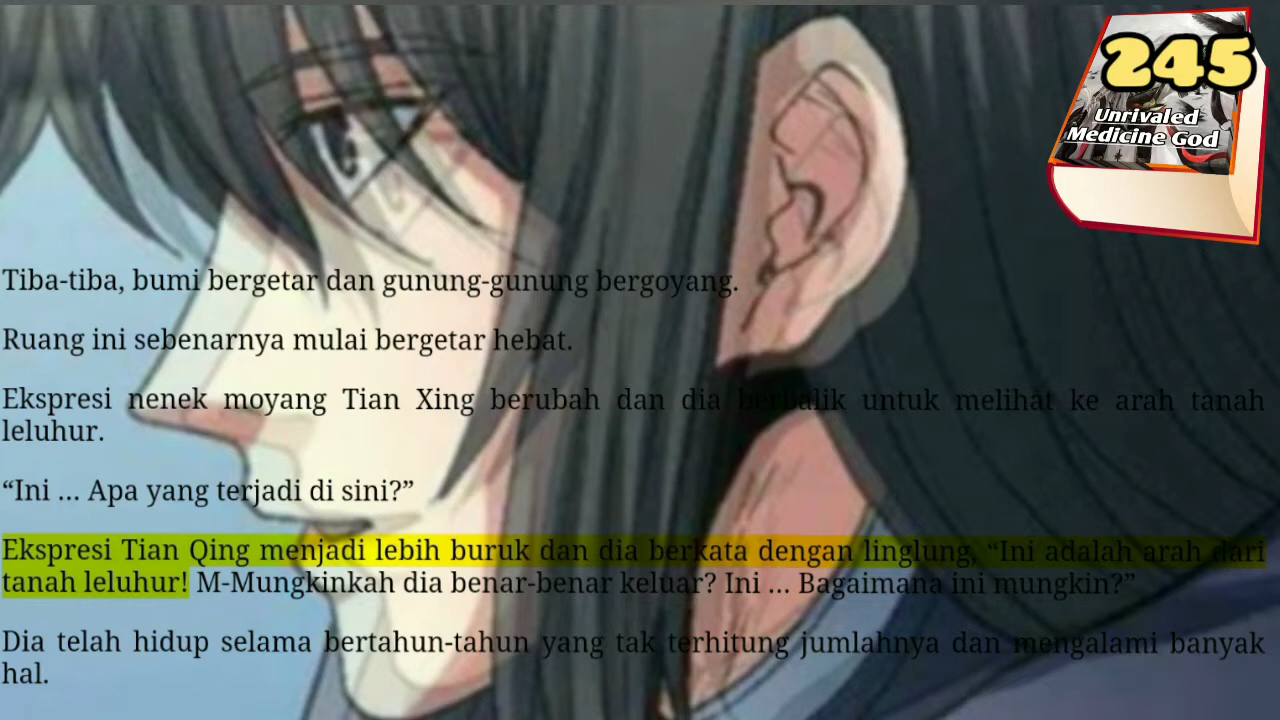 245
Unrivaled
Medicine God
Tiba-tiba, bumi bergetar dan gunung-gunung bergoyang.
Ruang ini sebenarnya mulai bergetar hebat.
Ekspresi nenek moyang Tian Xing berubah dan dia berbalik untuk melihat ke arah tanah
leluhur.
“Ini ... Apa yang terjadi di sini?”
Ekspresi Tian Qing menjadi lebih buruk dan dia berkata dengan linglung, “Ini adalah arah dari
tanah leluhur! M-Mungkinkah dia benar-benar keluar? Ini ... Bagaimana ini mungkin?”
Dia telah hidup selama bertahun-tahun yang tak terhitung jumlahnya dan mengalami banyak
hal.